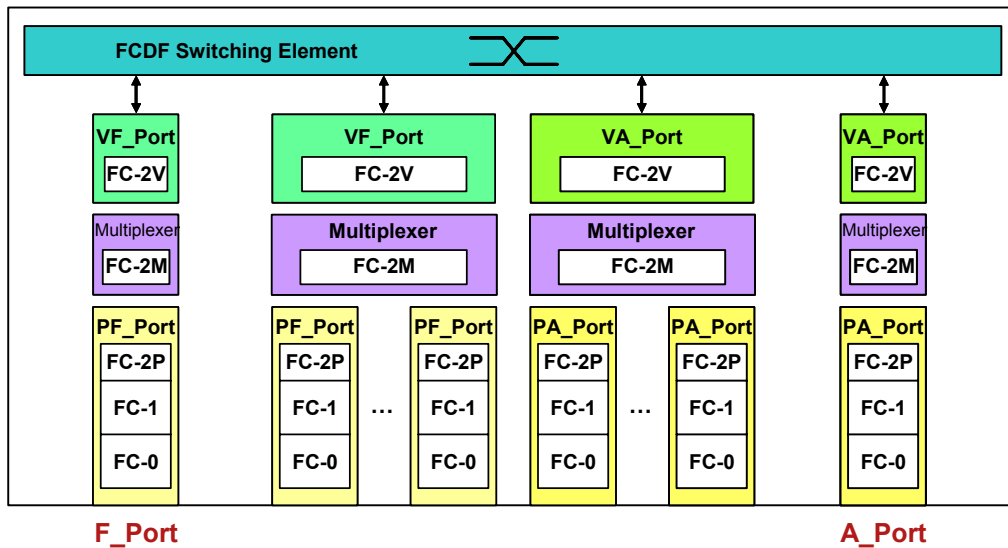 FCDF Switching Element
VF_Port VF_Port VA_Port VA_Port
FC-2V FC-2V FC-2V FC-2V
Multiplexer Multiplexer Multiplexer Multiplexer
FC-2M FC-2M FC-2M FC-2M
PF_Port PF_Port PF_Port PA_Port PA_Port PA_Port
FC-2P FC-2P FC-2P FC-2P FC-2P FC-2P
FC-1 FC-1 ... FC-1 FC-1 ... FC-1 FC-1
FC-0 FC-0 FC-0 FC-0 FC-0 FC-0
F_Port A_Port